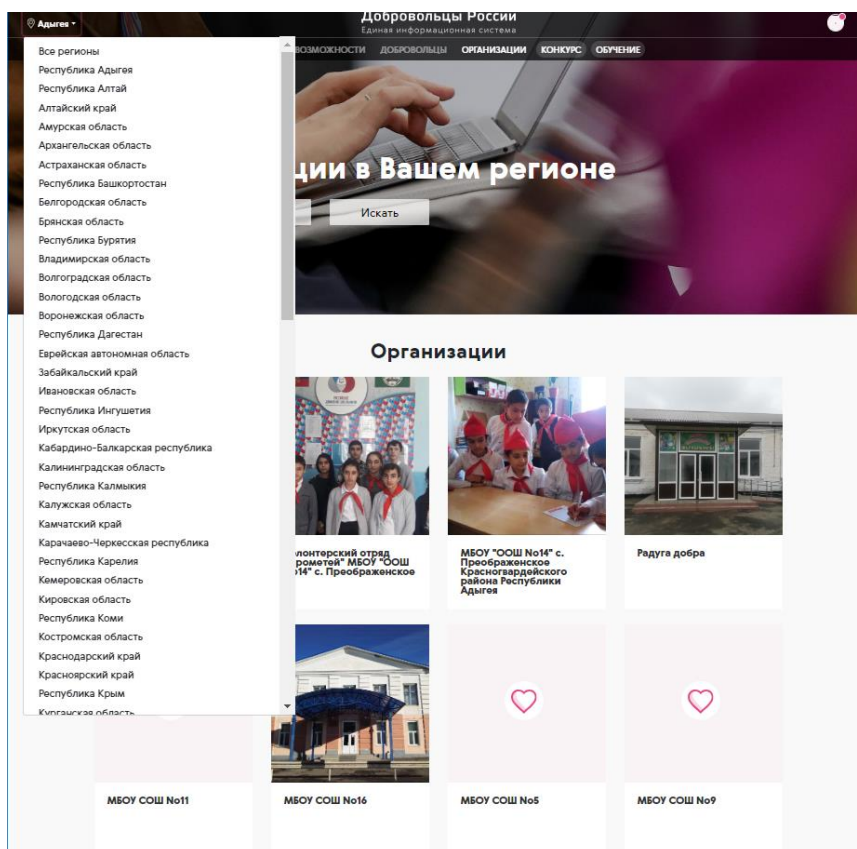 Адыгея
Добровольцы России
Единая информационная система
ВОЗМОЖНОСТИ ДОБРОВОЛЬЦЫ ОРГАНИЗАЦИИ КОНКУРС ОБУЧЕНИЕ
Все регионы
Республика Адыгея
Республика Алтай
Алтайский край
Амурская область
Архангельская область
Астраханская область
Республика Башкортостан
Белгородская область
Брянская область
Республика Бурятия
Владимирская область
Волгоградская область
Вологодская область
Воронежская область
Республика Дагестан
Еврейская автономная область
Забайкальский край
Ивановская область
Республика Ингушетия
Иркутская область
Кабардино-Балкарская республика
Калининградская область
Республика Калмыкия
Калужская область
Камчатский край
Карачаево-Черкесская республика
Республика Карелия
Кемеровская область
Кировская область
Республика Коми
Костромская область
Краснодарский край
Красноярский край
Республика Крым
Курганская область
ции в Вашем регионе
Искать
Организации
лонтерский отряд
рометей" МБОУ "ООШ
14" с. Преображенское
МБОУ "ООШ No14" с.
Преображенское
Красногвардейского
района Республики
Адыгея
Радуга добра
МБОУ СОШ No11
МБОУ СОШ No16
МБОУ СОШ No5
МБОУ СОШ No9